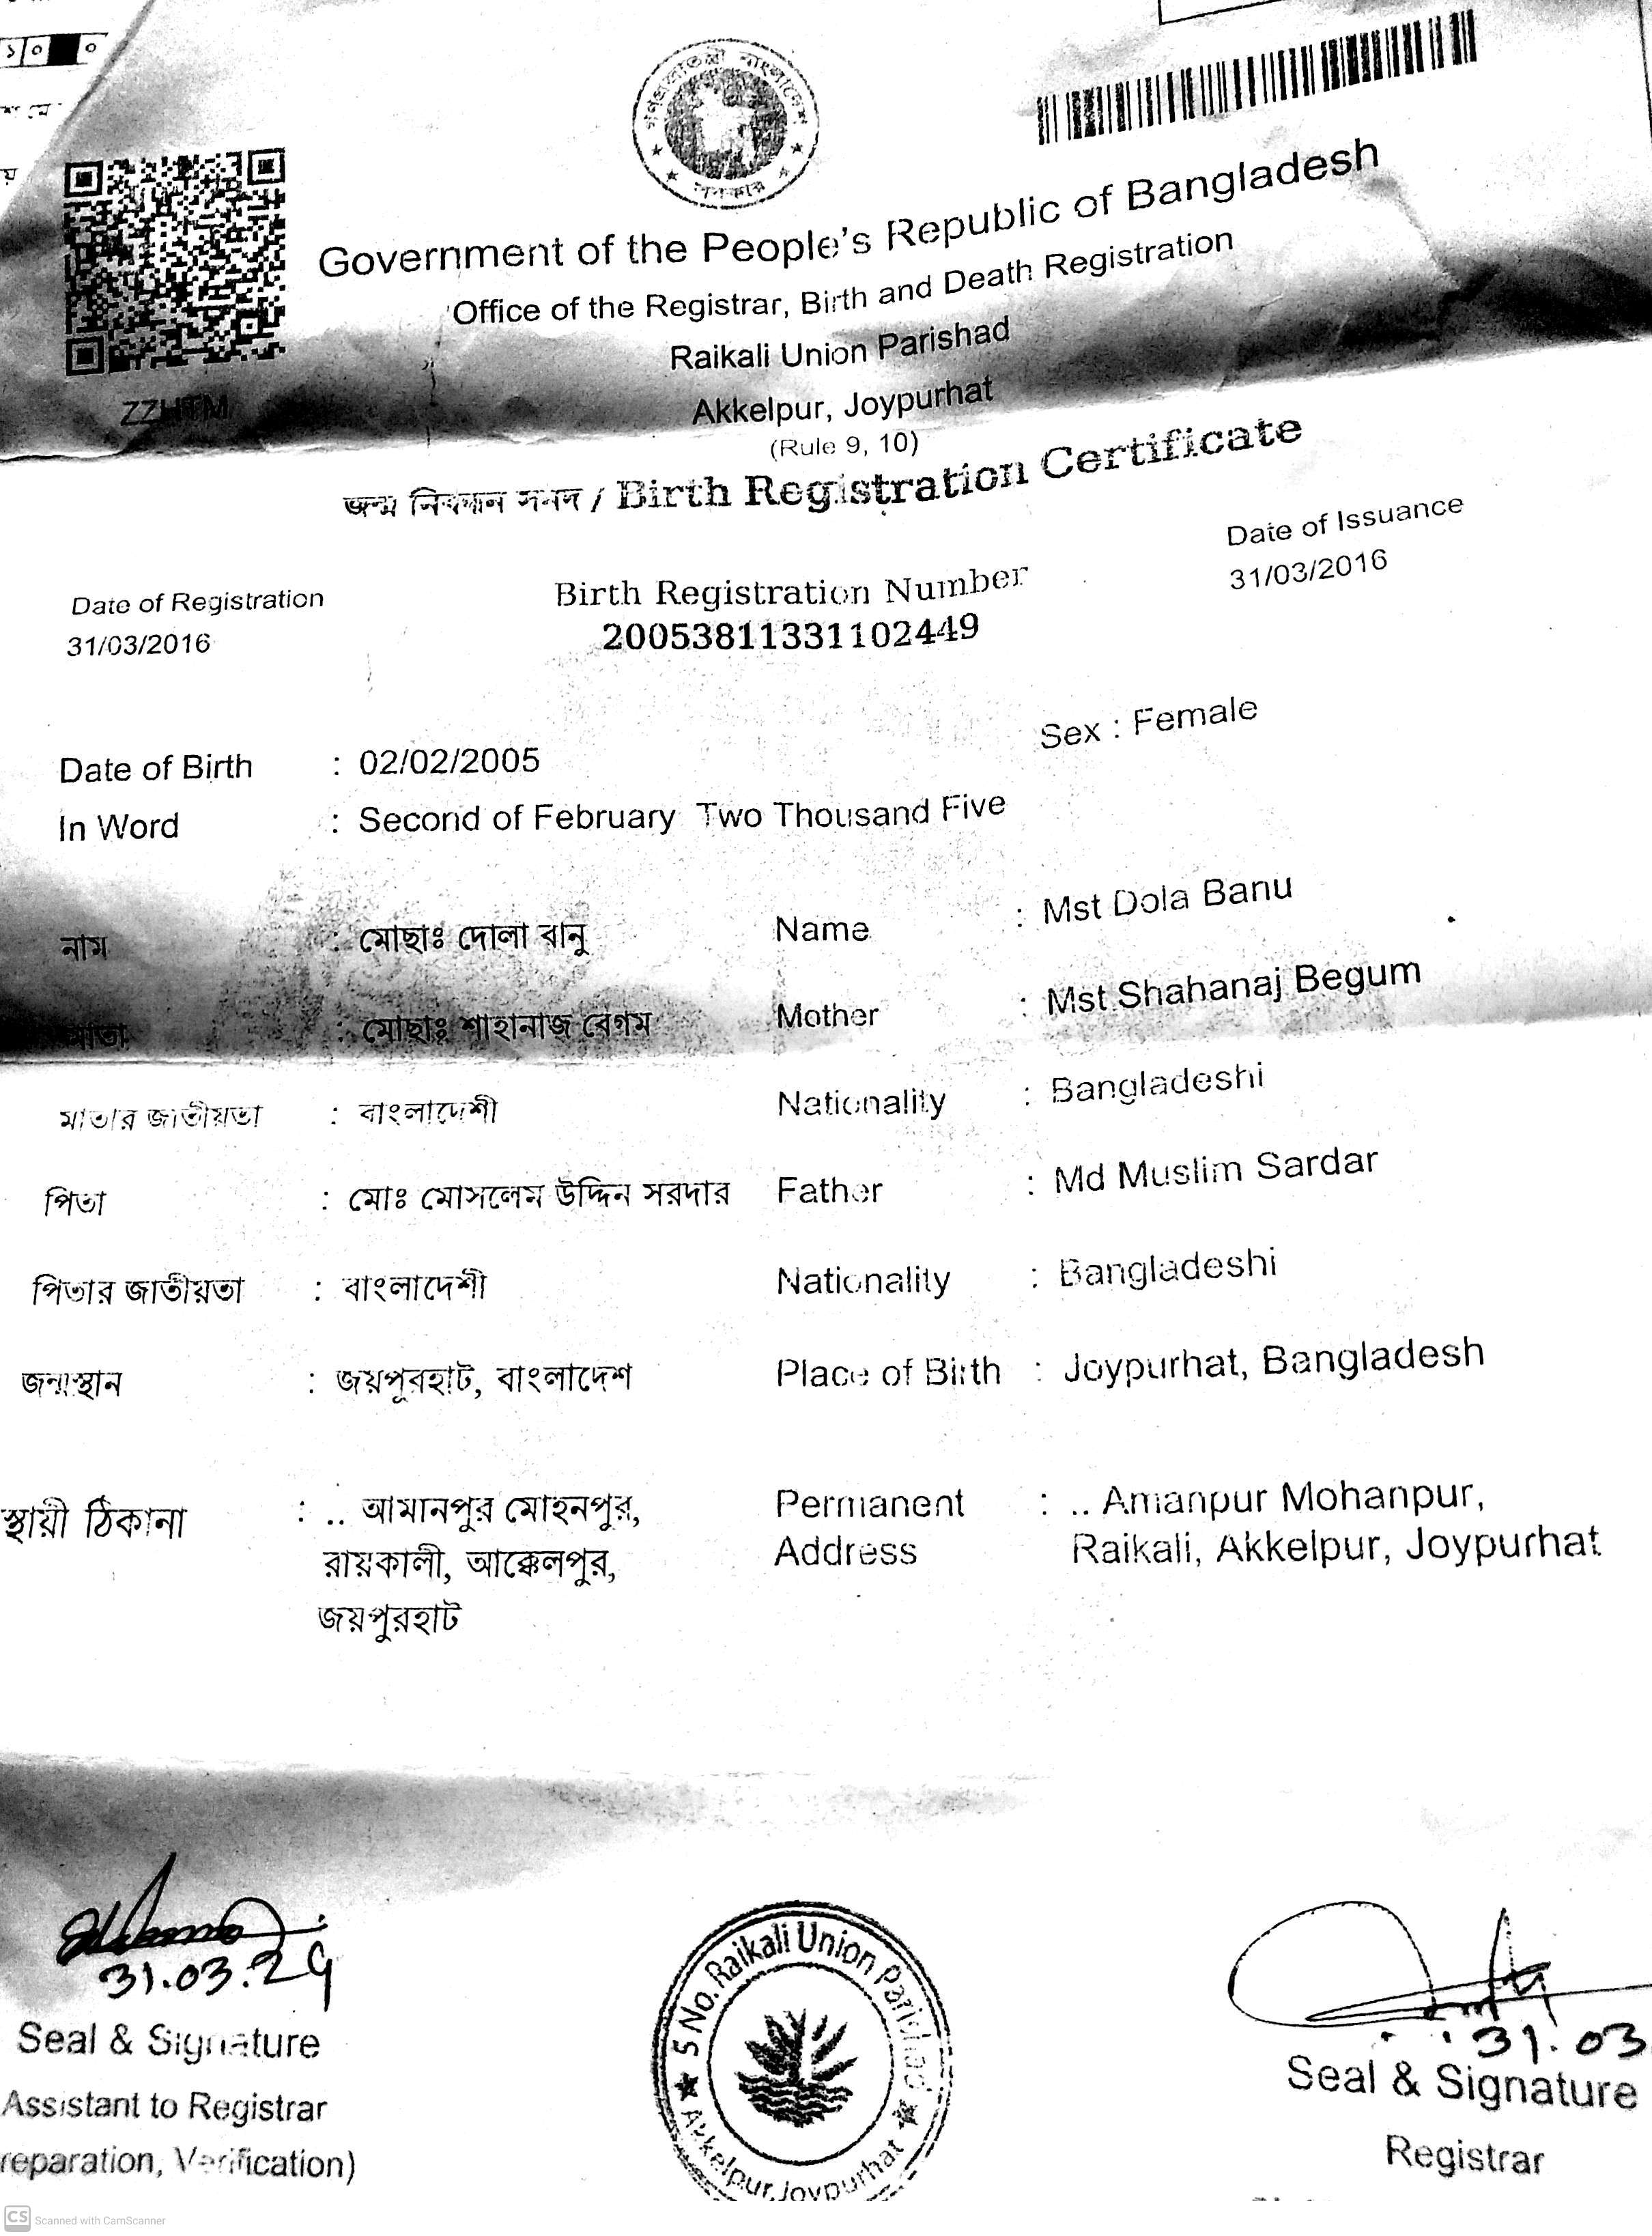 ১ ০ ০
Government of the People's Republic of Bangladesh
Office of the Registrar, Birth and Death Registration
Raikali Union Parishad
Akkelpur, Joypurhat
ZZHTM
(Rule 9, 10)
জন্ম নিবন্ধন সনদ / Birth Registration Certificate
Date of Issuance
31/03/2016
Date of Registration
31/03/2016
Birth Registration Number
20053811331102449
Sex : Female
Date of Birth : 02/02/2005
In Word : Second of February Two Thousand Five
নাম : মোছাঃ দোলা বানু Name : Mst Dola Banu
মাতা : মোছাঃ শাহানাজ বেগম Mother : Mst Shahanaj Begum
মাতার জাতীয়তা : বাংলাদেশী Nationality : Bangladeshi
পিতা : মোঃ মোসলেম উদ্দিন সরদার Father : Md Muslim Sardar
পিতার জাতীয়তা : বাংলাদেশী Nationality : Bangladeshi
জন্মস্থান : জয়পুরহাট, বাংলাদেশ Place of Birth : Joypurhat, Bangladesh
স্থায়ী ঠিকানা : .. আমানপুর মোহনপুর, Permanent : .. Amanpur Mohanpur,
রায়কালী, আক্কেলপুর, Address Raikali, Akkelpur, Joypurhat
জয়পুরহাট
31.03.24
Seal & Signature
Assistant to Registrar
reparation, Verification)
5 No. Raikali Union Parishad
Akkelpur, Joypurhat
31.03
Seal & Signature
Registrar
CS Scanned with CamScanner